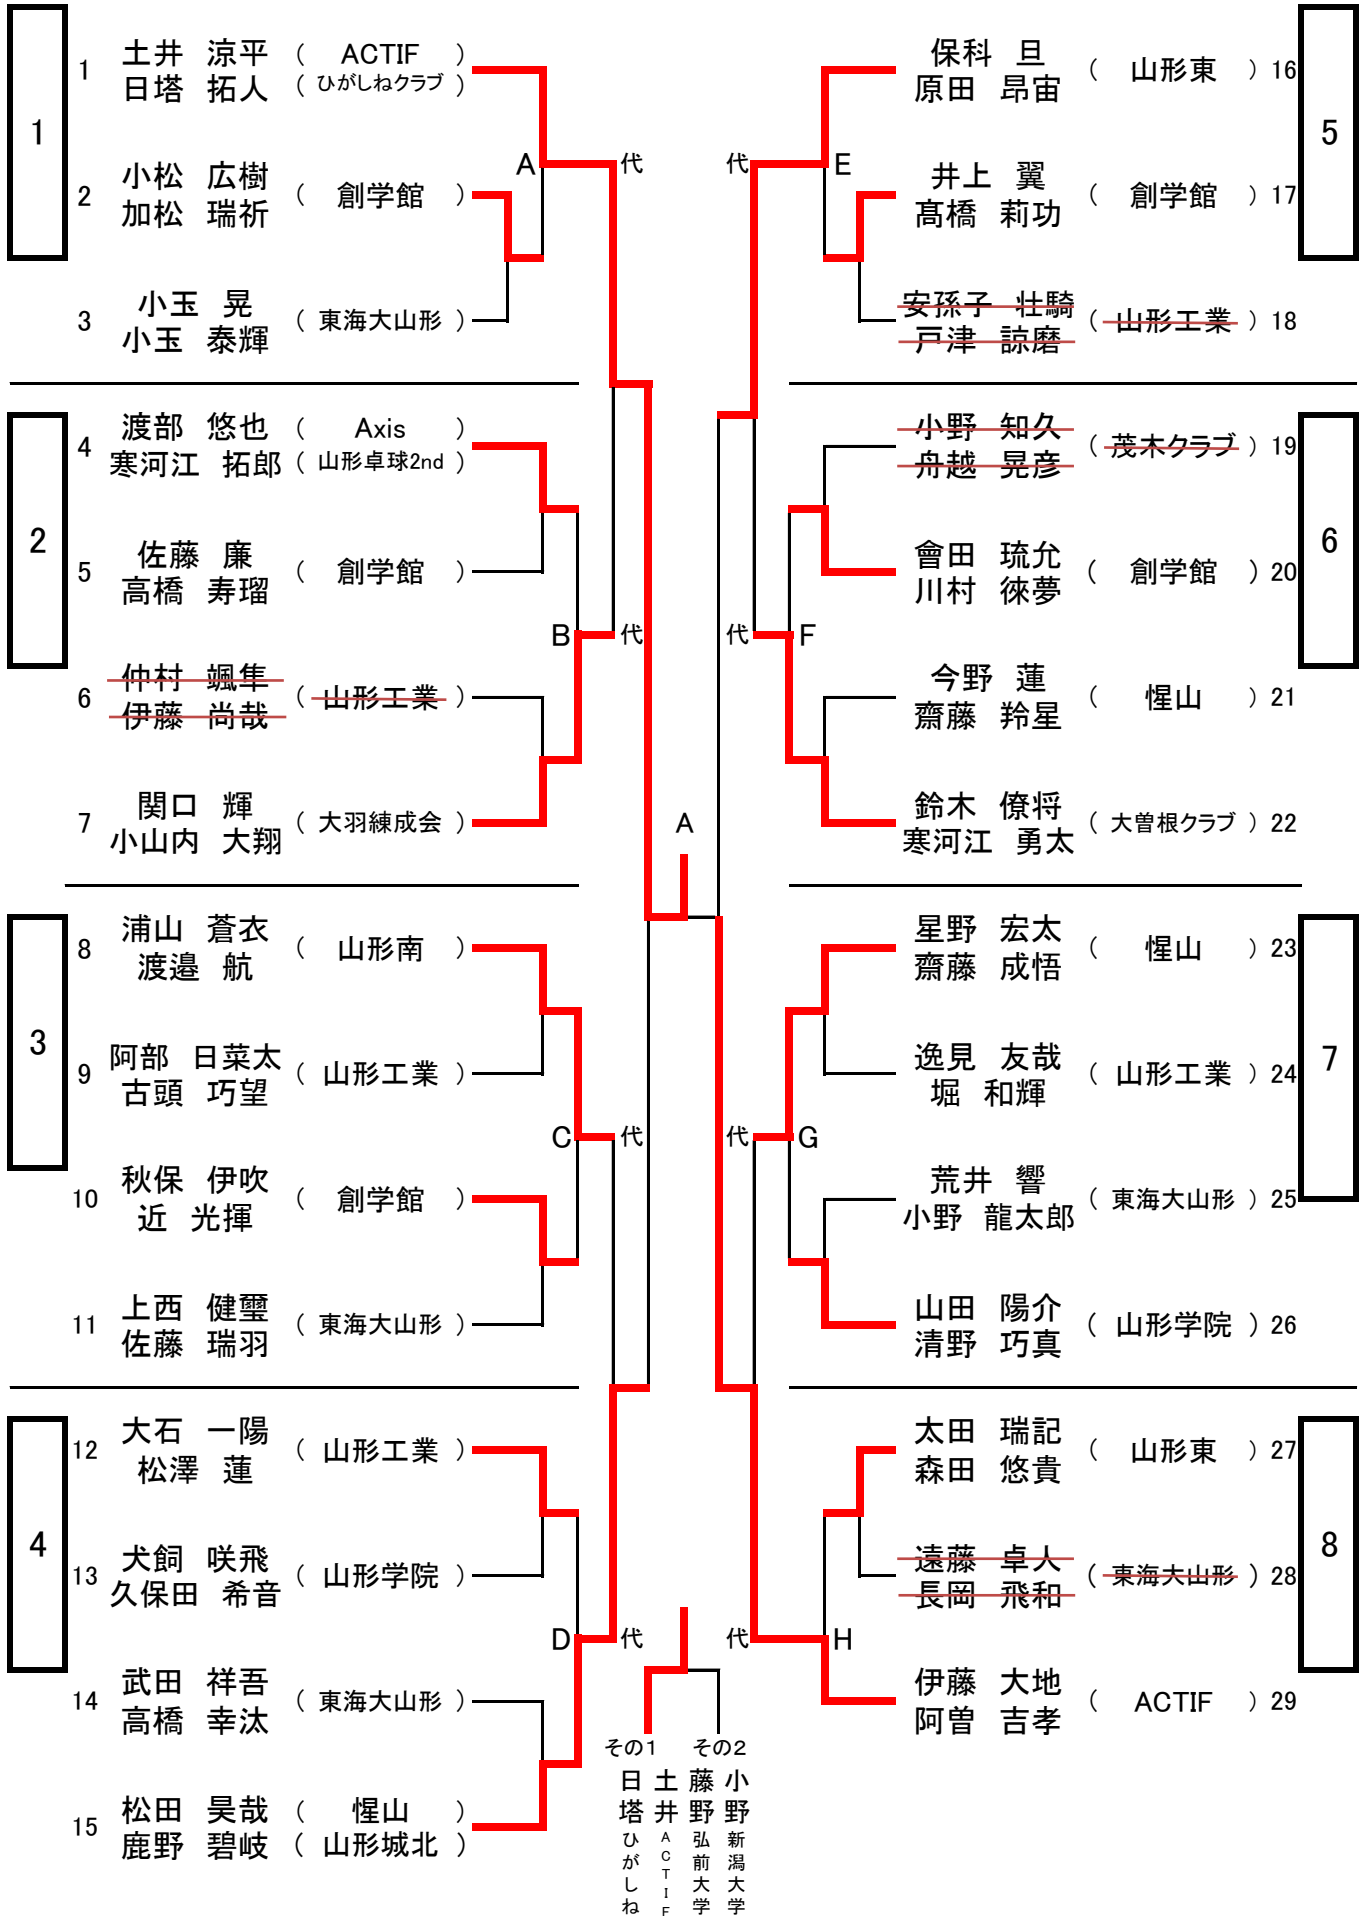 1
1 土井 涼平 ( ACTIF )
日塔 拓人 ( ひがしねクラブ )
A 代
2 小松 広樹 ( 創学館 )
加松 瑞祈
3 小玉 晃 ( 東海大山形 )
小玉 泰輝
2
4 渡部 悠也 ( Axis )
寒河江 拓郎 ( 山形卓球2nd )
5 佐藤 廉 ( 創学館 )
高橋 寿瑠
B 代
6 仲村 颯隼 ( 山形工業 )
伊藤 尚哉
7 関口 輝 ( 大羽練成会 )
小山内 大翔
3
8 浦山 蒼衣 ( 山形南 )
渡邉 航
9 阿部 日菜太 ( 山形工業 )
古頭 巧望
C 代
10 秋保 伊吹 ( 創学館 )
近 光揮
11 上西 健璽 ( 東海大山形 )
佐藤 瑞羽
4
12 大石 一陽 ( 山形工業 )
松澤 蓮
13 犬飼 咲飛 ( 山形学院 )
久保田 希音
D 代
14 武田 祥吾 ( 東海大山形 )
高橋 幸汰
15 松田 昊哉 ( 惺山 )
鹿野 碧岐 ( 山形城北 )
A
5
保科 旦 ( 山形東 ) 16
原田 昂宙
代 E
井上 翼 ( 創学館 ) 17
髙橋 莉功
安孫子 壮騎 ( 山形工業 ) 18
戸津 諒磨
6
小野 知久 ( 茂木クラブ ) 19
舟越 晃彦
會田 琉允 ( 創学館 ) 20
川村 徠夢
代 F
今野 蓮 ( 惺山 ) 21
齋藤 羚星
鈴木 僚将 ( 大曽根クラブ ) 22
寒河江 勇太
7
星野 宏太 ( 惺山 ) 23
齋藤 成悟
逸見 友哉 ( 山形工業 ) 24
堀 和輝
代 G
荒井 響 ( 東海大山形 ) 25
小野 龍太郎
山田 陽介 ( 山形学院 ) 26
清野 巧真
8
太田 瑞記 ( 山形東 ) 27
森田 悠貴
遠藤 卓人 ( 東海大山形 ) 28
長岡 飛和
代 H
伊藤 大地 ( ACTIF ) 29
阿曽 吉孝
その1 その2
日塔 ひがしね
土井 ACTIF
藤野 弘前大学
小野 新潟大学